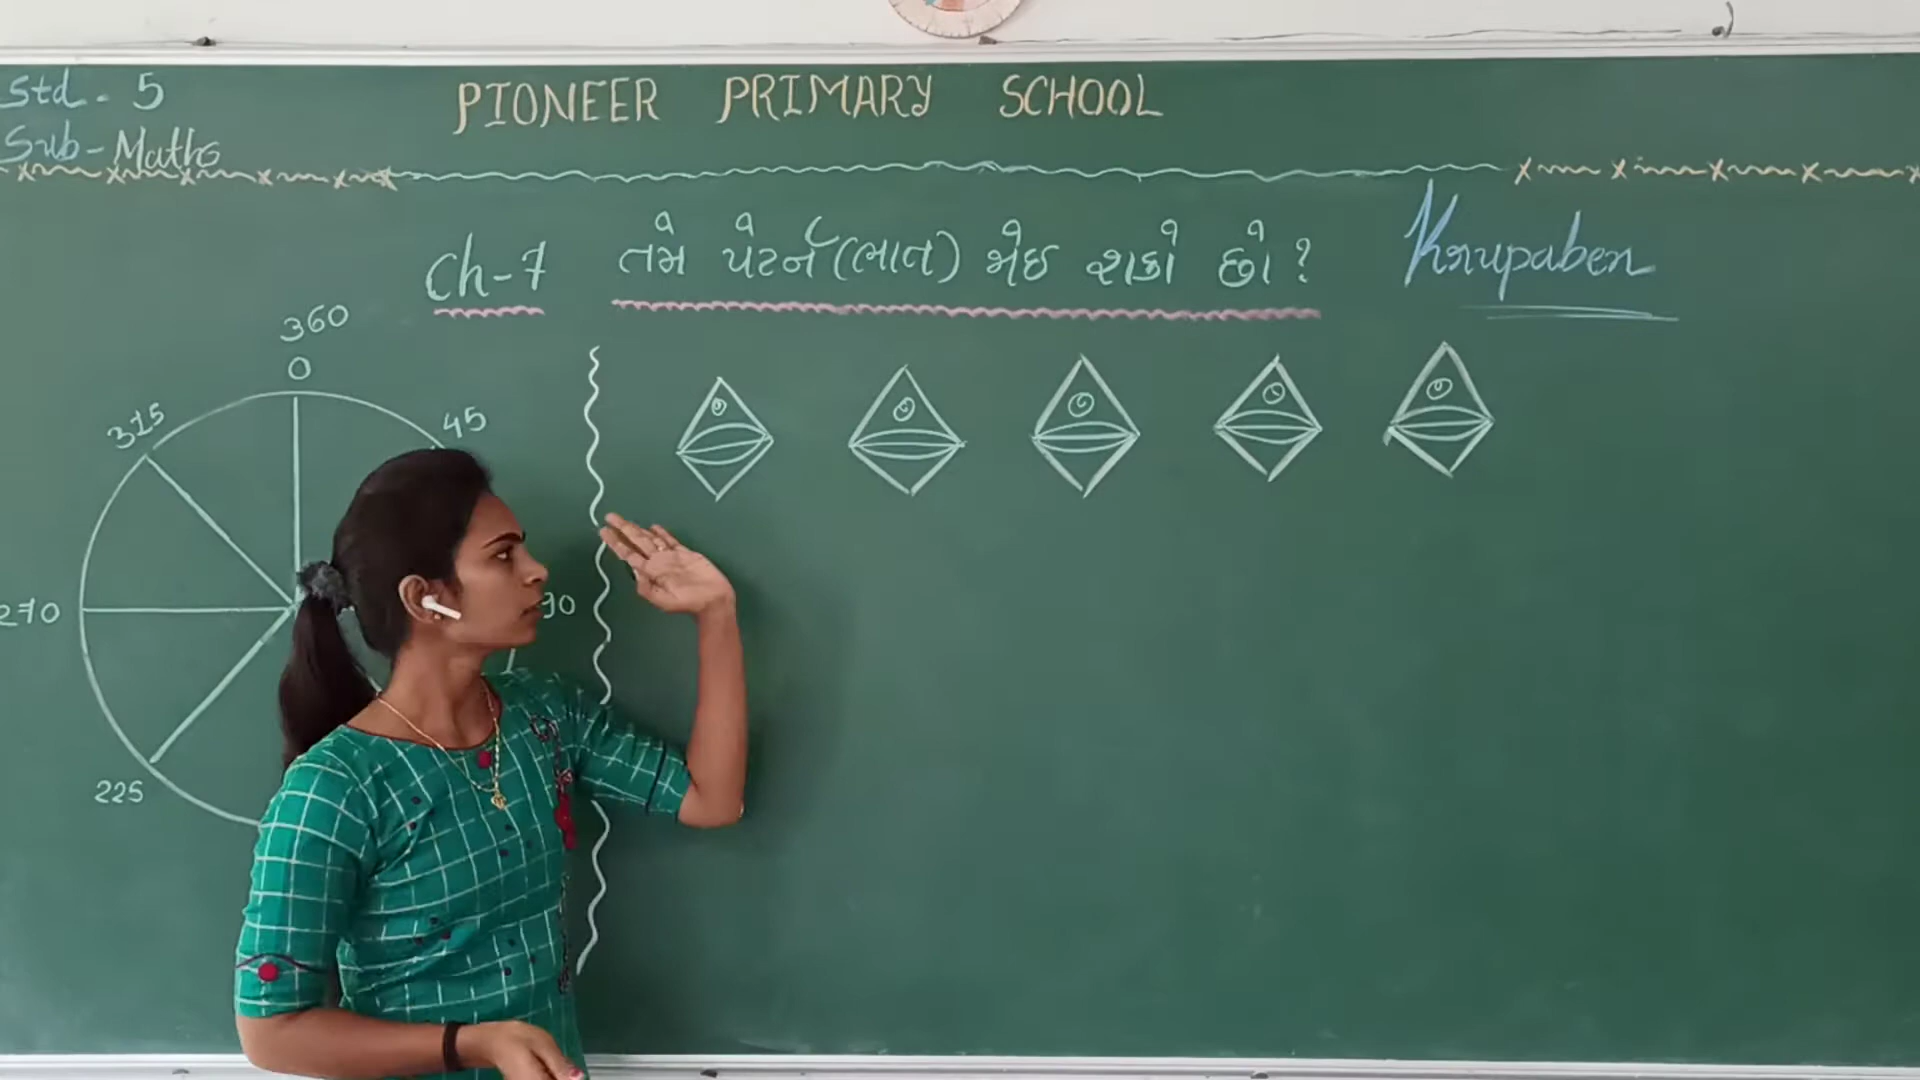 Std - 5
PIONEER PRIMARY SCHOOL
Sub - Maths
Ch-7 તમે પેટર્ન (ભાત) જોઇ શકો છો ?
Krupaben
360
0
315
45
270
90
225